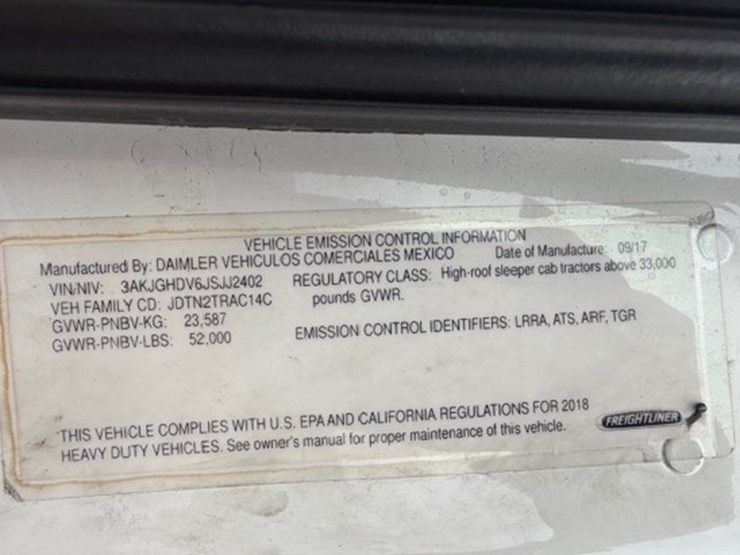 VEHICLE EMISSION CONTROL INFORMATION
Manufactured By: DAIMLER VEHICULOS COMERCIALES MEXICO Date of Manufacture: 09/17
VIN/NIV: 3AKJGHDV6JSJJ2402 REGULATORY CLASS: High-roof sleeper cab tractors above 33,000
VEH FAMILY CD: JDTN2TRAC14C pounds GVWR.
GVWR-PNBV-KG: 23,587
GVWR-PNBV-LBS: 52,000 EMISSION CONTROL IDENTIFIERS: LRRA, ATS, ARF, TGR
THIS VEHICLE COMPLIES WITH U.S. EPA AND CALIFORNIA REGULATIONS FOR 2018
HEAVY DUTY VEHICLES. See owner's manual for proper maintenance of this vehicle.
FREIGHTLINER